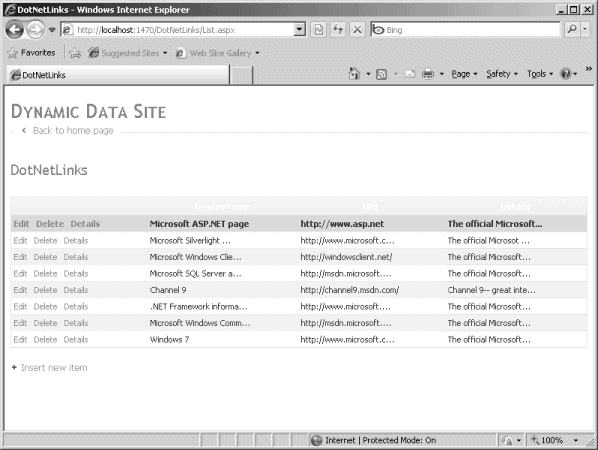 DotNetLinks - Windows Internet Explorer
http://localhost:1470/DotNetLinks/List.aspx Bing
Favorites Suggested Sites Web Slice Gallery
DotNetLinks Page Safety Tools
DYNAMIC DATA SITE
Back to home page
DotNetLinks
DisplayName URL Details
Edit Delete Details Microsoft ASP.NET page http://www.asp.net The official Microsoft...
Edit Delete Details Microsoft Silverlight ... http://www.microsoft.c... The official Microsot ...
Edit Delete Details Microsoft Windows Clie... http://windowsclient.net/ The official Microsoft...
Edit Delete Details Microsoft SQL Server a... http://msdn.microsoft.... The official Microsoft...
Edit Delete Details Channel 9 http://channel9.msdn.com/ Channel 9-- great inte...
Edit Delete Details .NET Framework informa... http://msdn.microsoft.... The official Microsoft...
Edit Delete Details Microsoft Windows Comm... http://msdn.microsoft.... The official Microsoft...
Edit Delete Details Windows 7 http://www.microsoft.c... The official Microsoft...
Insert new item
Internet | Protected Mode: On 100%